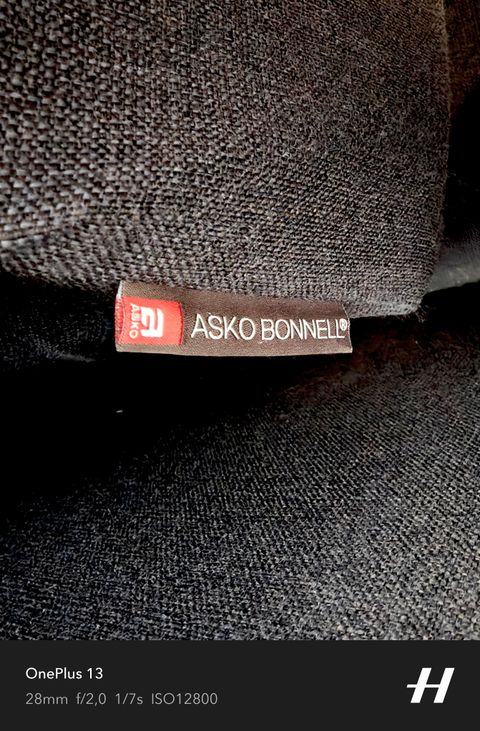 ASKO
ASKO BONNELL®
OnePlus 13
28mm f/2,0 1/7s ISO12800